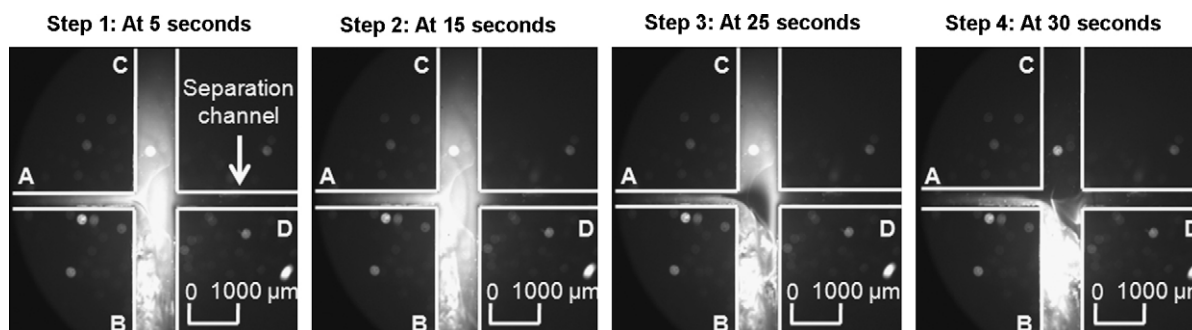 Step 1: At 5 seconds
C
Separation
channel
A
D
0 1000 µm
B
Step 2: At 15 seconds
C
A
D
0 1000 µm
B
Step 3: At 25 seconds
C
A
D
0 1000 µm
B
Step 4: At 30 seconds
C
A
D
0 1000 µm
B